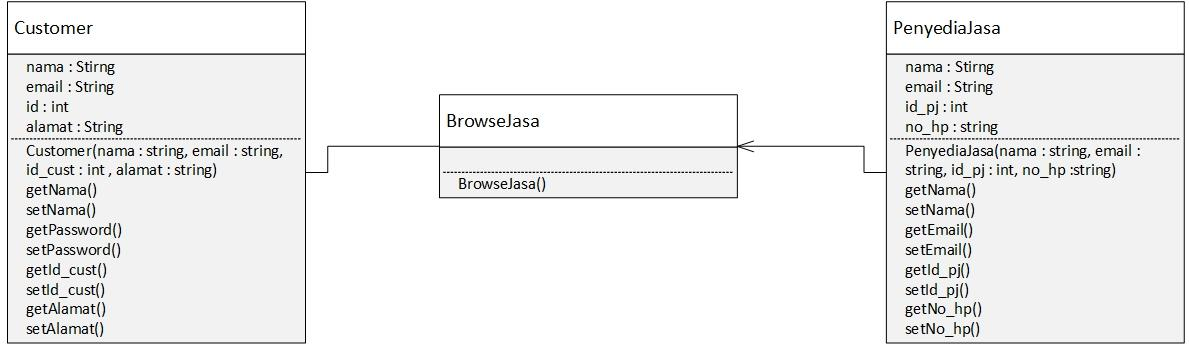 Customer
nama : Stirng
email : String
id : int
alamat : String
Customer(nama : string, email : string,
id_cust : int , alamat : string)
getNama()
setNama()
getPassword()
setPassword()
getId_cust()
setId_cust()
getAlamat()
setAlamat()
BrowseJasa
BrowseJasa()
PenyediaJasa
nama : Stirng
email : String
id_pj : int
no_hp : string
PenyediaJasa(nama : string, email :
string, id_pj : int, no_hp :string)
getNama()
setNama()
getEmail()
setEmail()
getId_pj()
setId_pj()
getNo_hp()
setNo_hp()